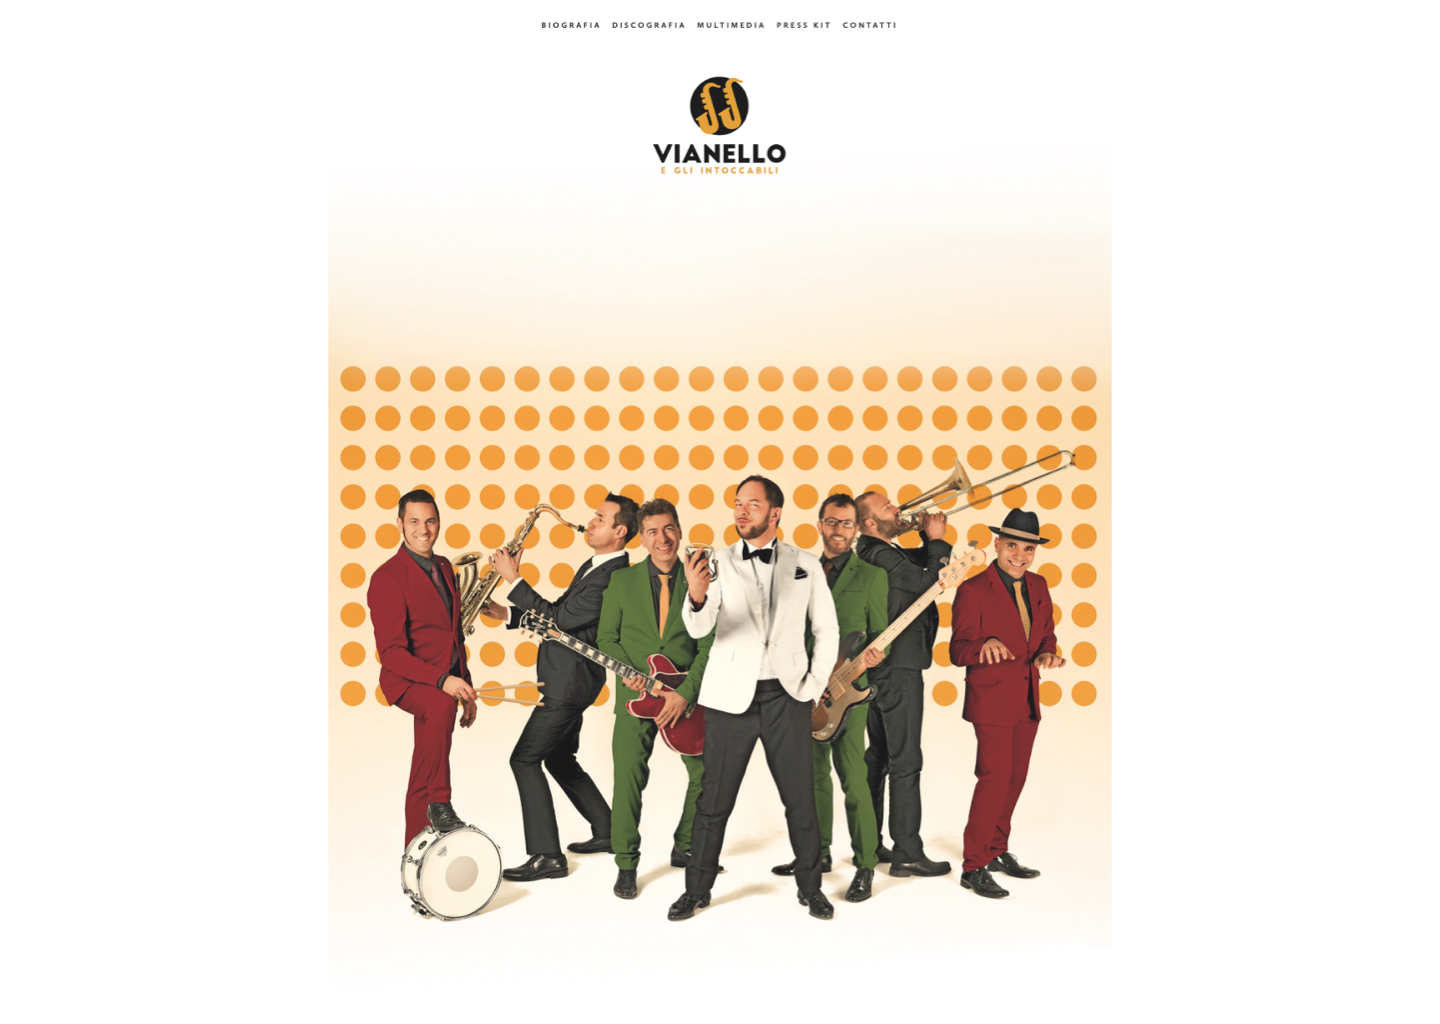 BIOGRAFIA DISCOGRAFIA MULTIMEDIA PRESS KIT CONTATTI
VIANELLO
E GLI INTOCCABILI